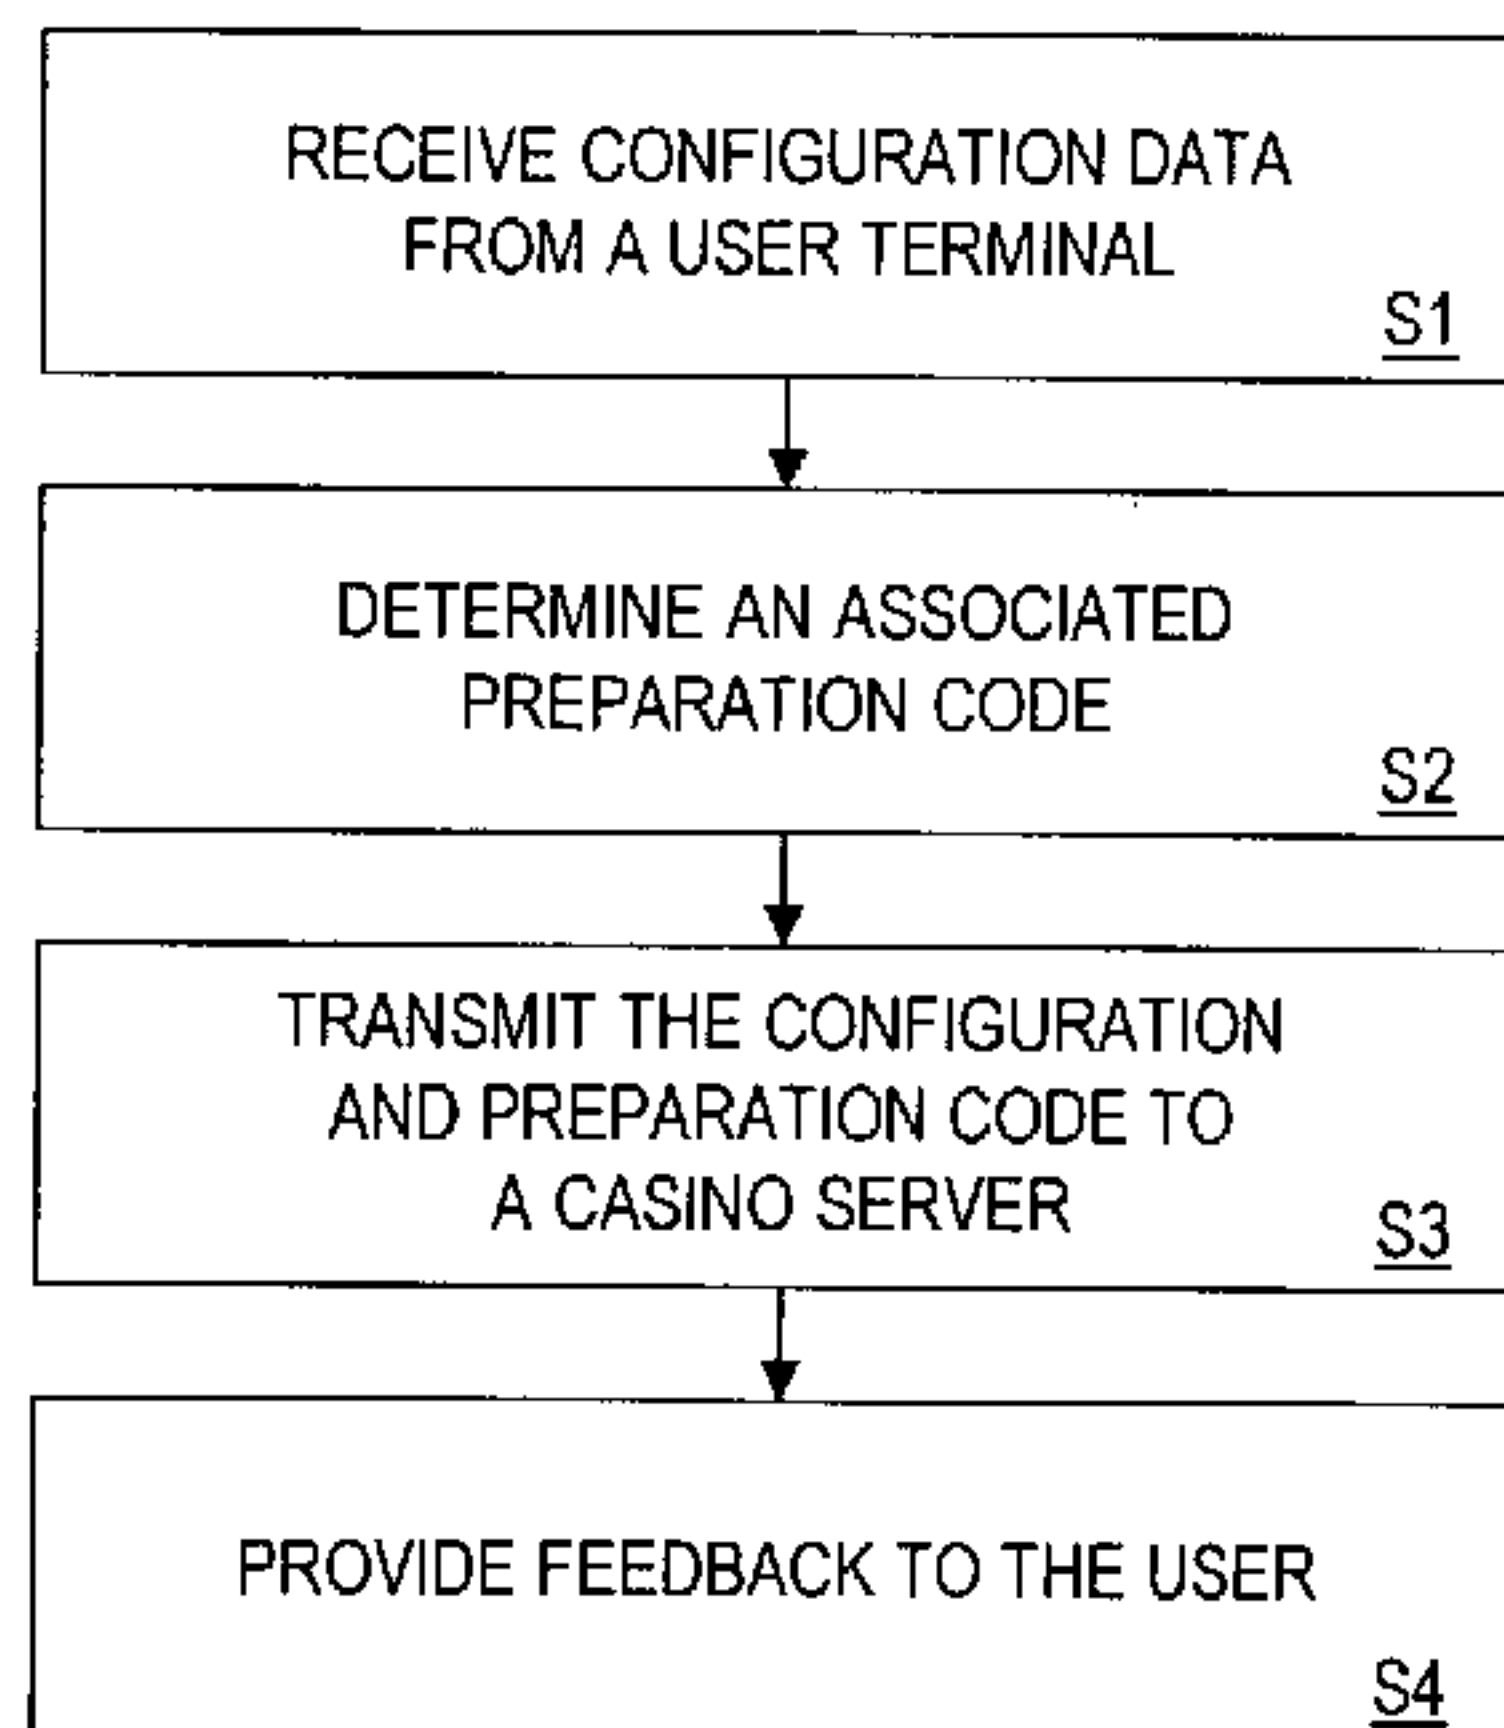 RECEIVE CONFIGURATION DATA
FROM A USER TERMINAL
S1
DETERMINE AN ASSOCIATED
PREPARATION CODE
S2
TRANSMIT THE CONFIGURATION
AND PREPARATION CODE TO
A CASINO SERVER
S3
PROVIDE FEEDBACK TO THE USER
S4